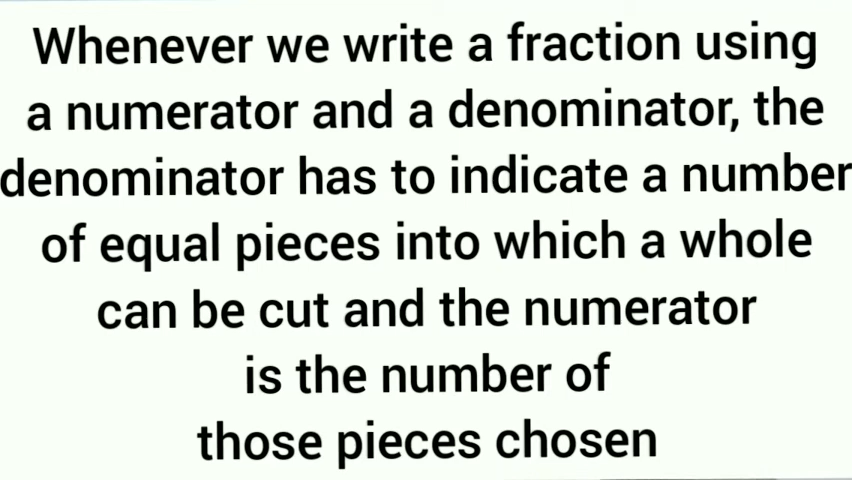 Whenever we write a fraction using
a numerator and a denominator, the
denominator has to indicate a number
of equal pieces into which a whole
can be cut and the numerator
is the number of
those pieces chosen